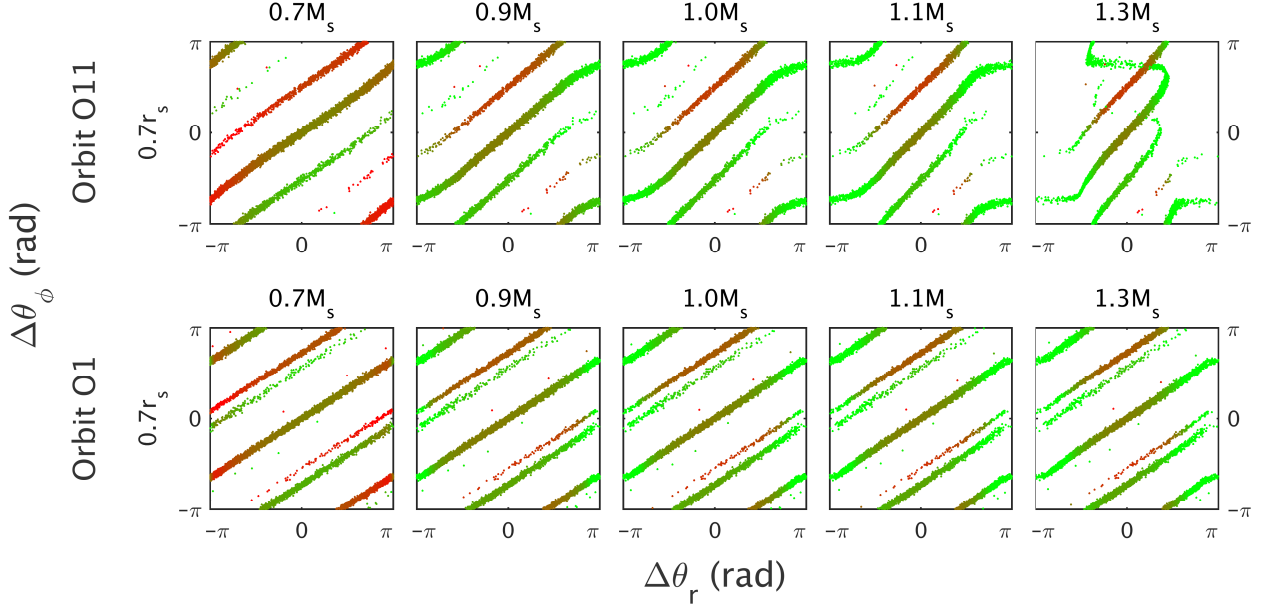 0.7M_s 0.9M_s 1.0M_s 1.1M_s 1.3M_s
Orbit O11
0.7r_s
π 0 −π
π 0 −π
−π 0 π −π 0 π −π 0 π −π 0 π −π 0 π
Δθ_ϕ (rad)
0.7M_s 0.9M_s 1.0M_s 1.1M_s 1.3M_s
Orbit O1
0.7r_s
π 0 −π
π 0 −π
−π 0 π −π 0 π −π 0 π −π 0 π −π 0 π
Δθ_r (rad)